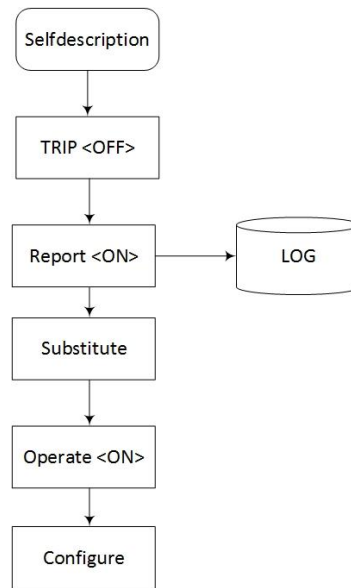 Selfdescription
TRIP <OFF>
Report <ON>
LOG
Substitute
Operate <ON>
Configure